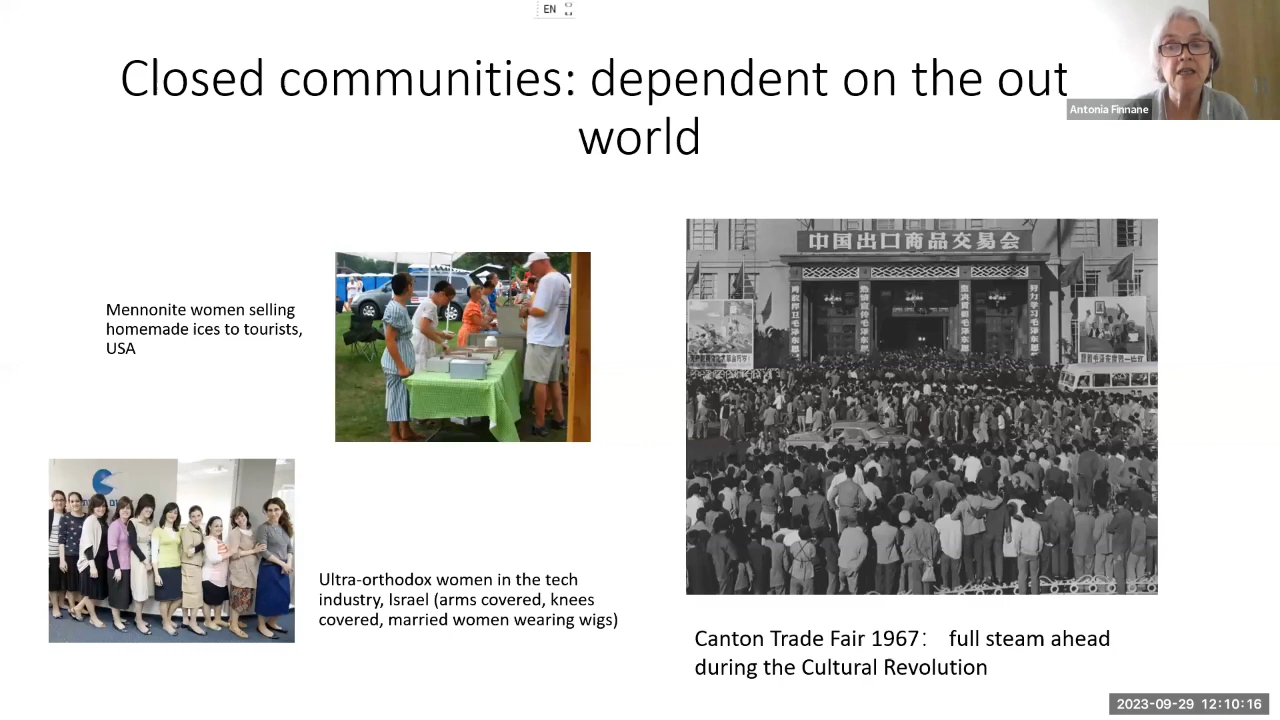 EN
Closed communities: dependent on the out
world
Antonia Finnane
中国出口商品交易会
Mennonite women selling
homemade ices to tourists,
USA
Ultra-orthodox women in the tech
industry, Israel (arms covered, knees
covered, married women wearing wigs)
Canton Trade Fair 1967： full steam ahead
during the Cultural Revolution
2023-09-29 12:10:16